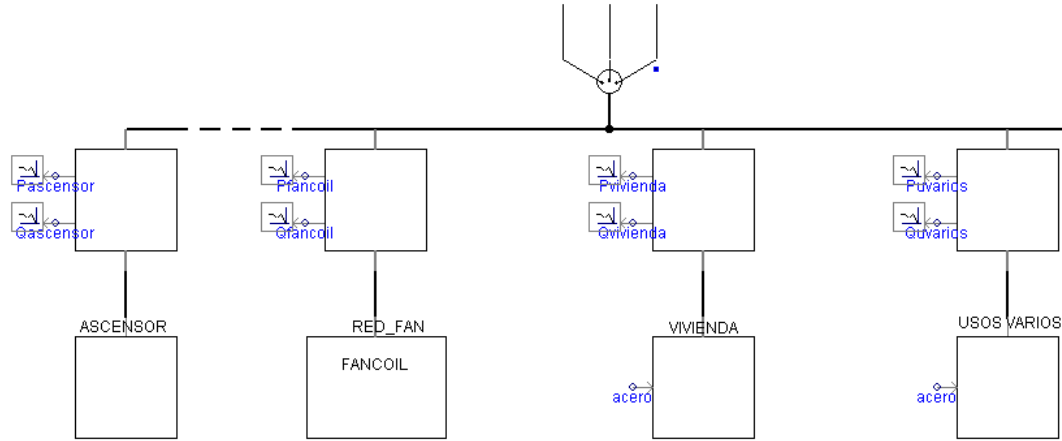 Pascensor
Pfancoil
Pvivienda
Puvarios
Qascensor
Qfancoil
Qvivienda
Quvarios
ASCENSOR
RED_FAN
VIVIENDA
USOS VARIOS
FANCOIL
acero
acero